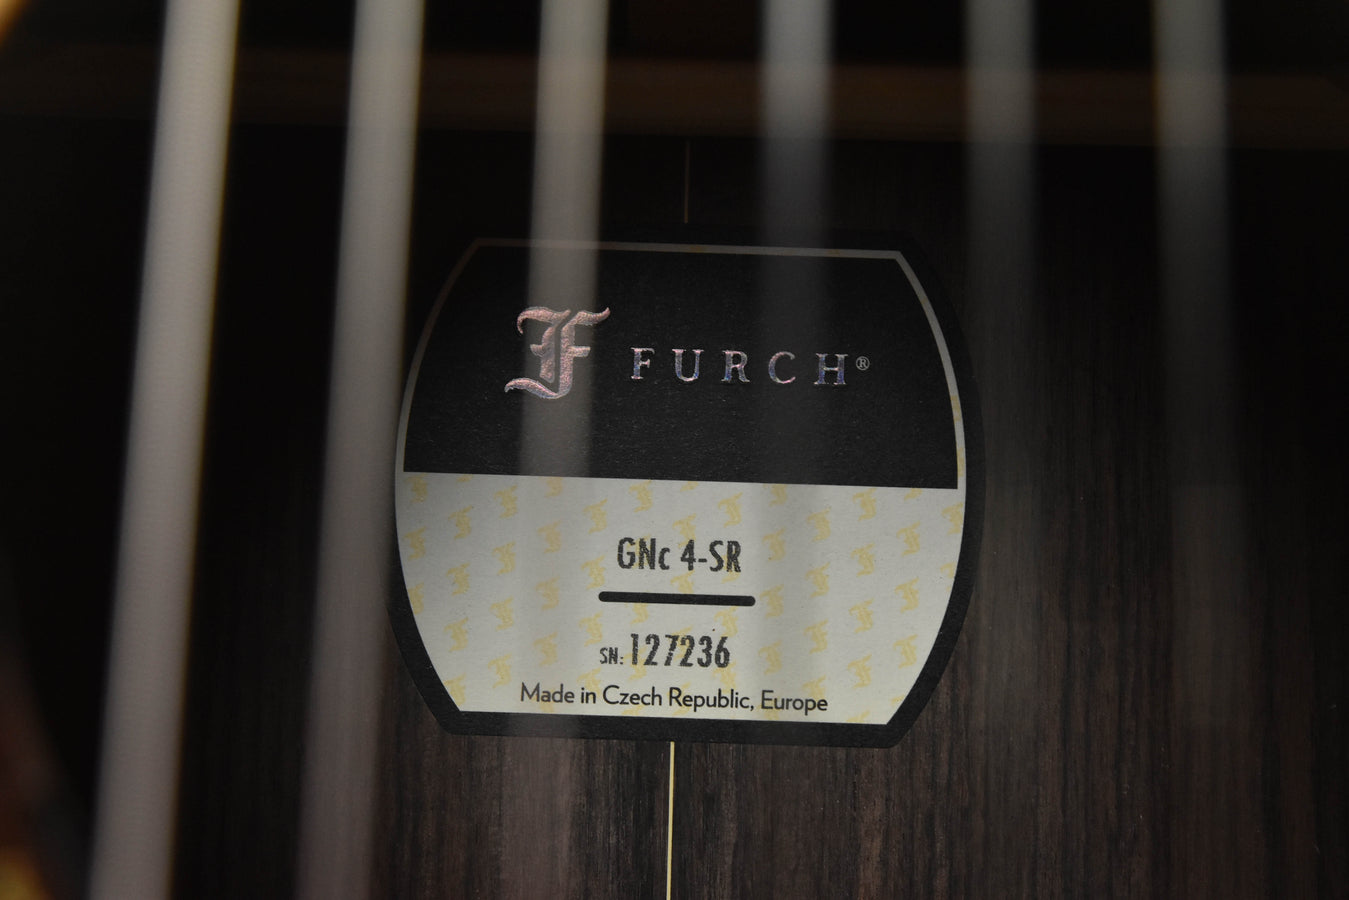 F FURCH®
GNc 4-SR
SN: 127236
Made in Czech Republic, Europe